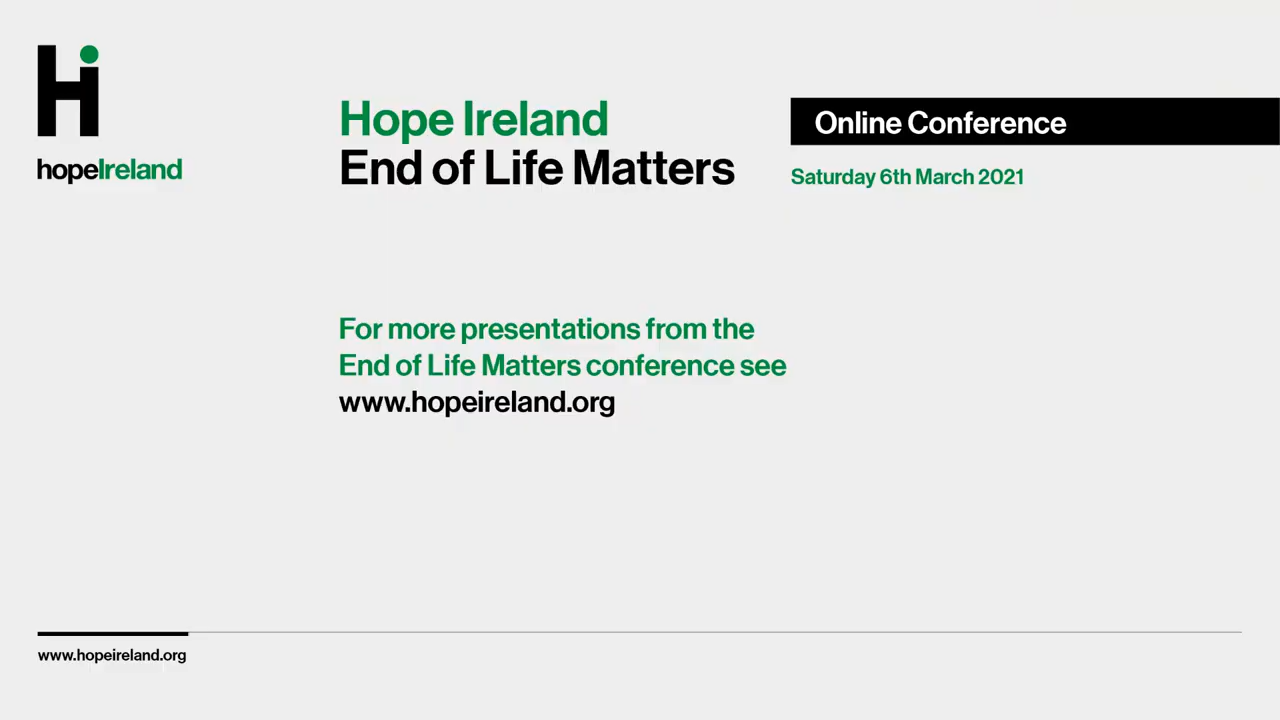 Hi
hopeIreland
Hope Ireland
End of Life Matters
Online Conference
Saturday 6th March 2021
For more presentations from the
End of Life Matters conference see
www.hopeireland.org
www.hopeireland.org